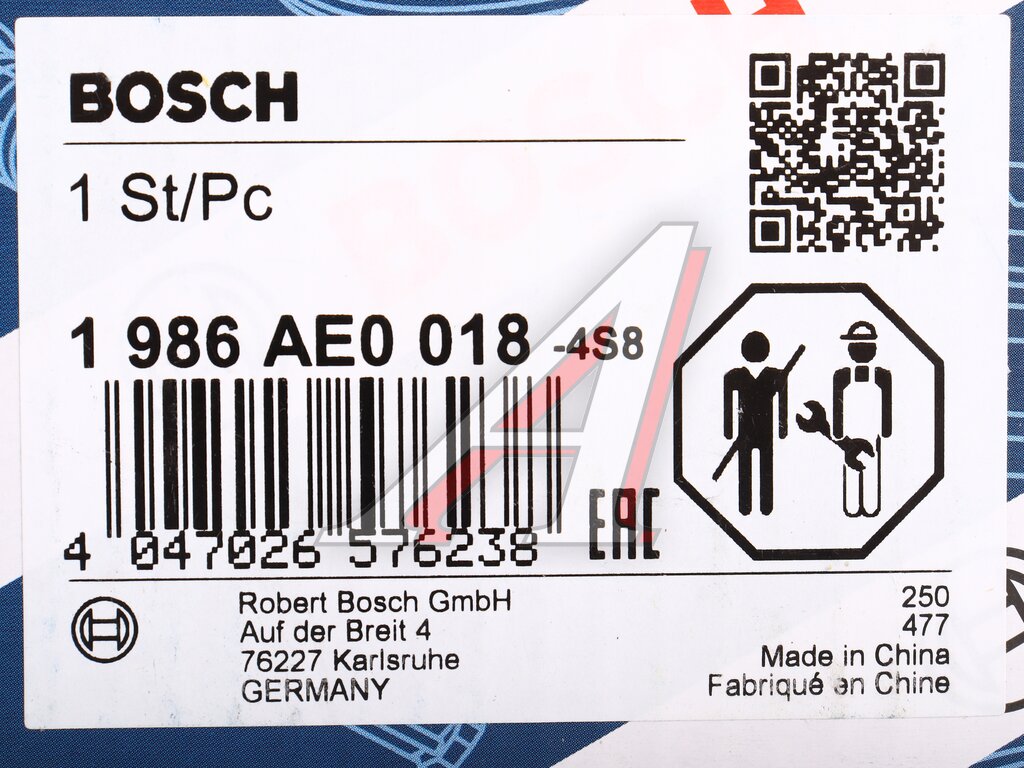 BOSCH
1 St/Pc
1 986 AE0 018 -4S8
4 047026 576238
EAC
Robert Bosch GmbH
Auf der Breit 4
76227 Karlsruhe
GERMANY
250
477
Made in China
Fabriqué en Chine